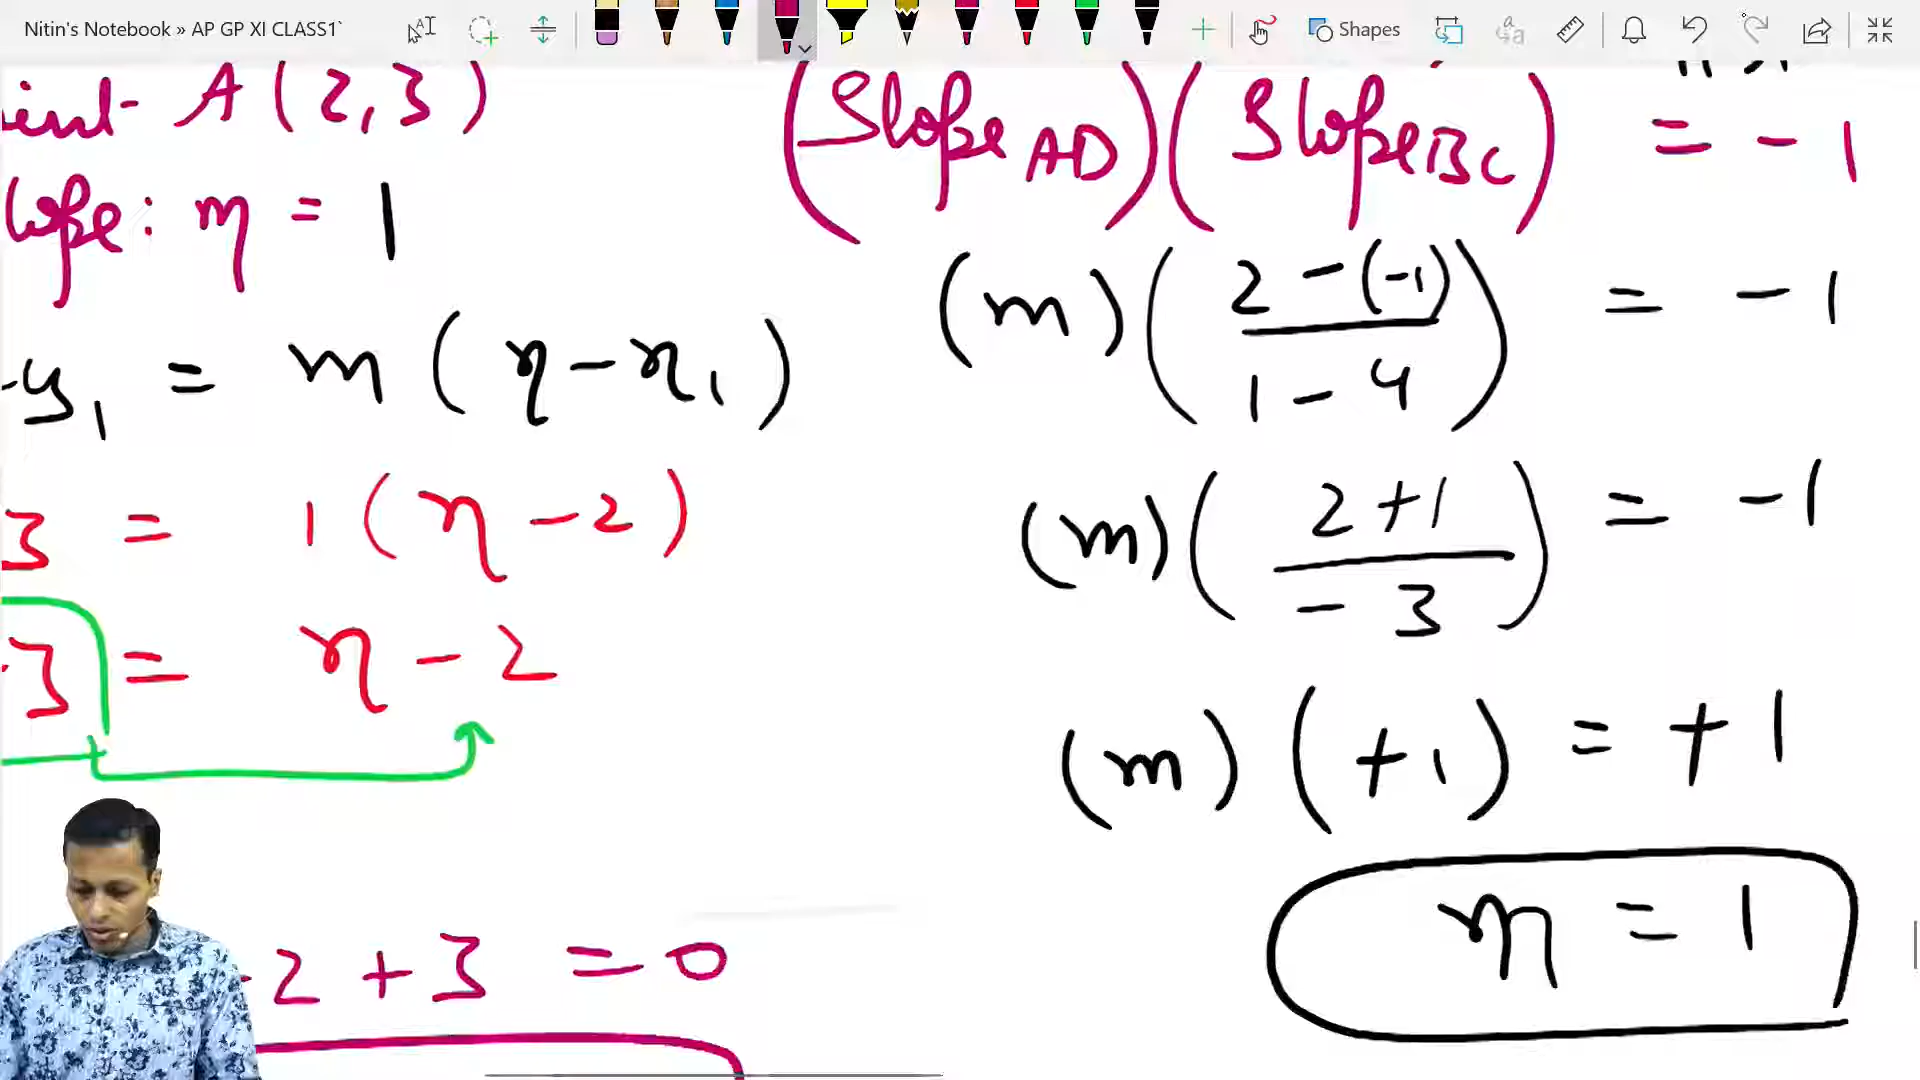 Nitin's Notebook » AP GP XI CLASS1`
Shapes
int A(2,3)
lope: m = 1
-y₁ = m(x-x₁)
3 = 1(x-2)
-3 = x-2
-2+3 = 0
(Slope AD)(Slope BC) = -1
(m)((2-(-1))/(1-4)) = -1
(m)((2+1)/(-3)) = -1
(m)(+1) = +1
m = 1